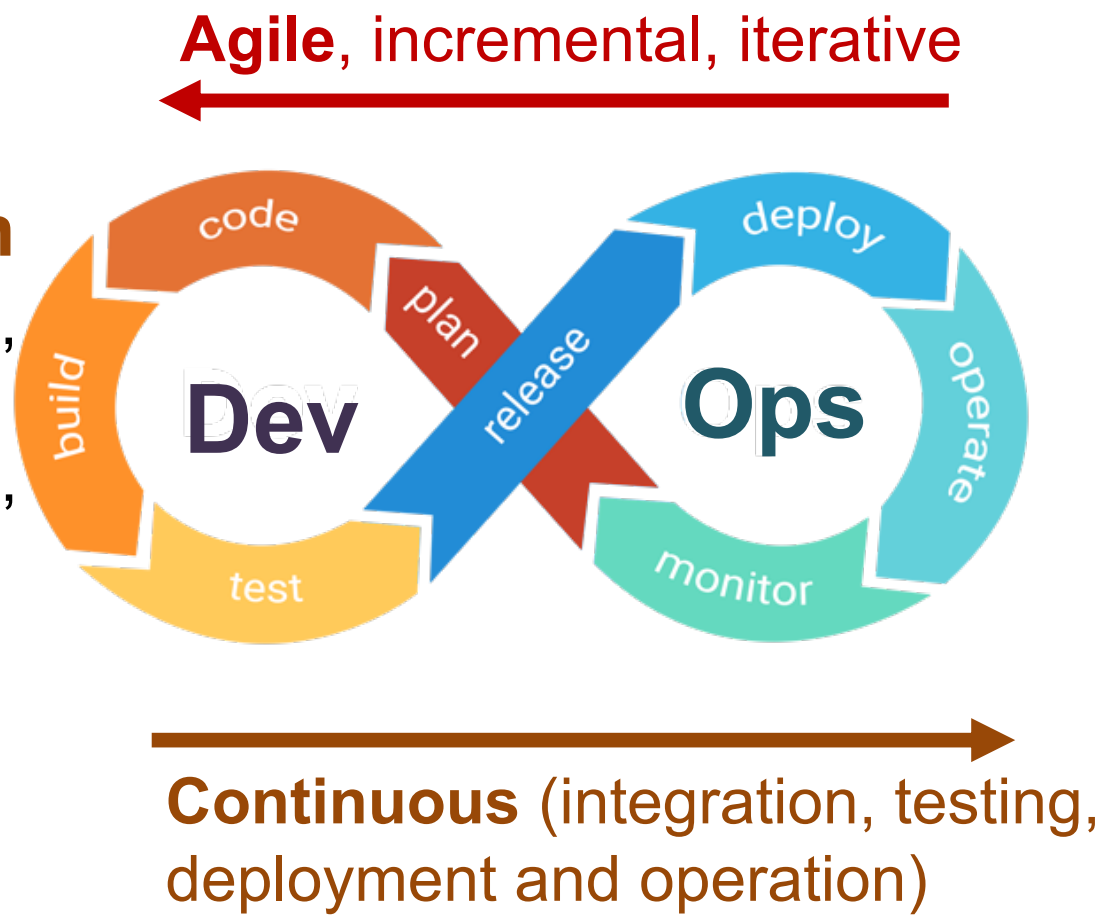 Agile, incremental, iterative
code
deploy
n
plan
,
release
operate
build
Dev
Ops
,
test
monitor
Continuous (integration, testing,
deployment and operation)